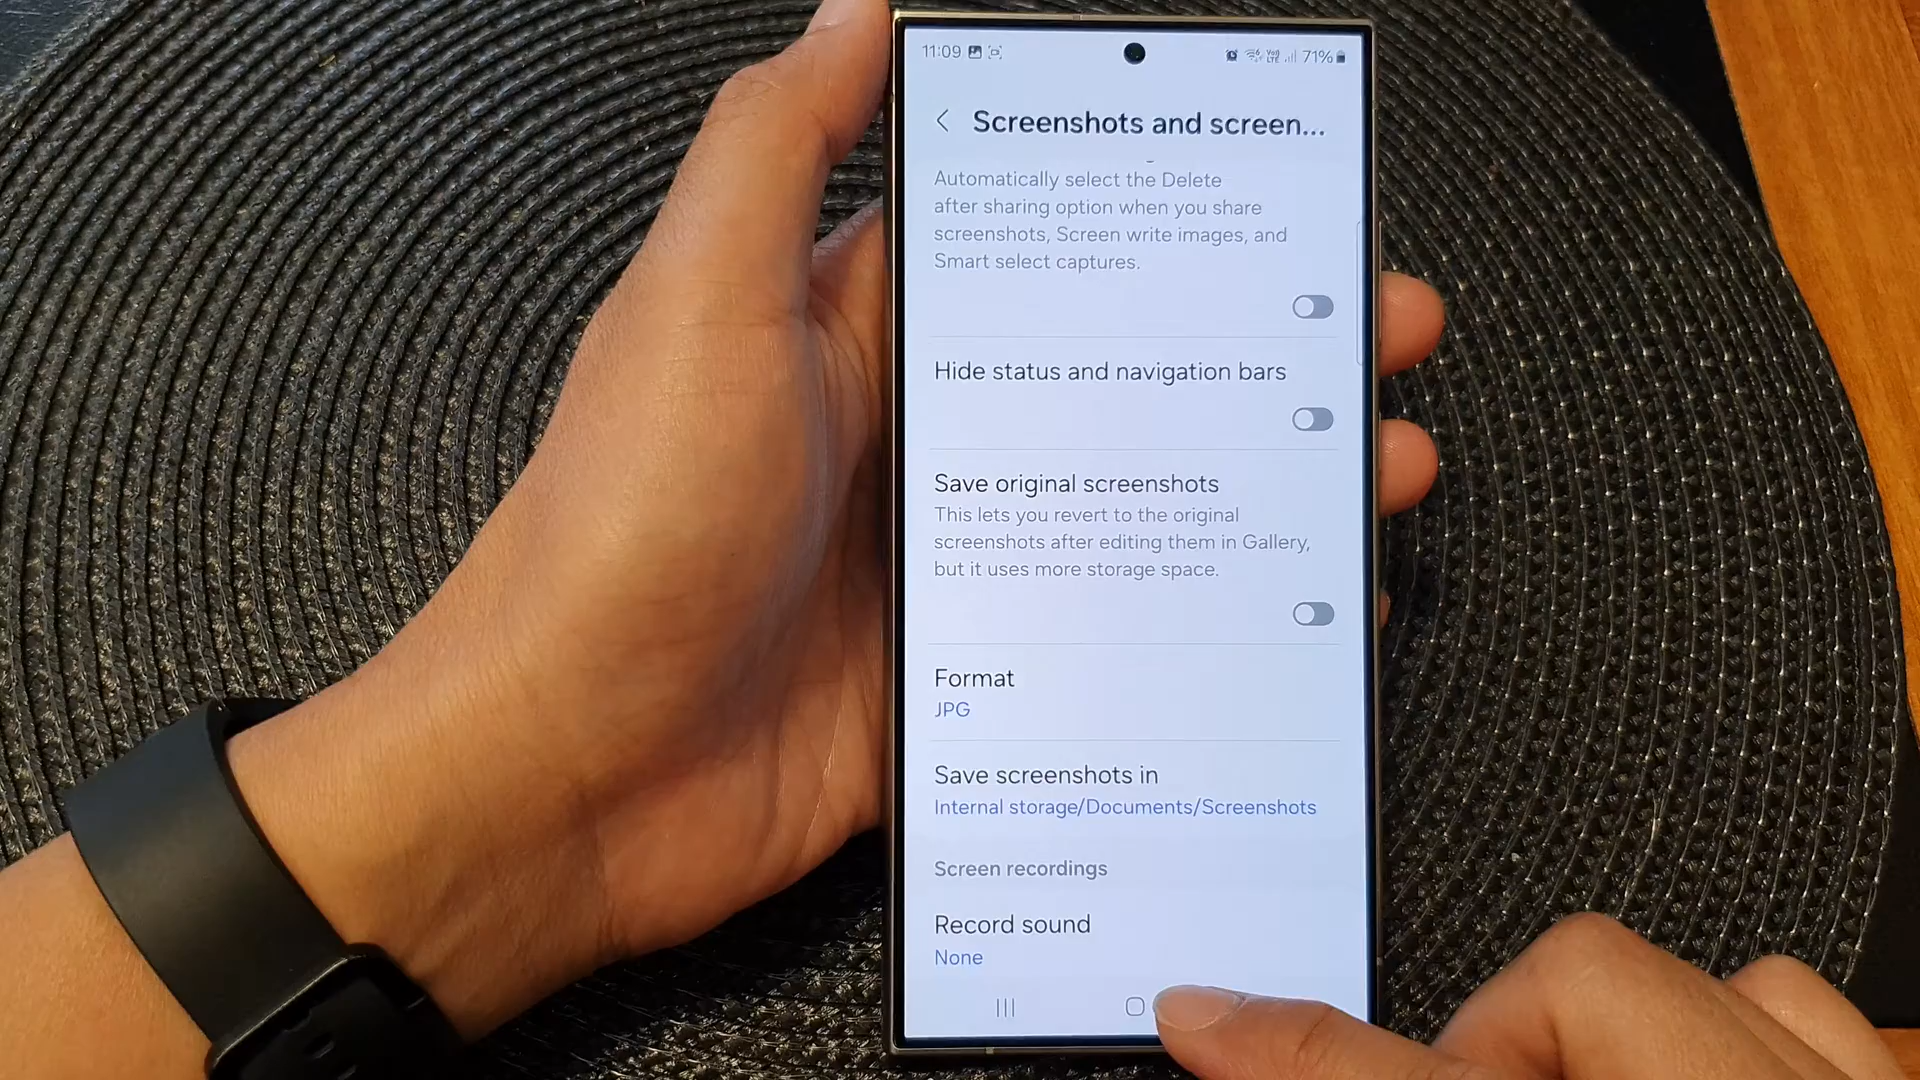 11:09 71%
Screenshots and screen...
Automatically select the Delete
after sharing option when you share
screenshots, Screen write images, and
Smart select captures.
Hide status and navigation bars
Save original screenshots
This lets you revert to the original
screenshots after editing them in Gallery,
but it uses more storage space.
Format
JPG
Save screenshots in
Internal storage/Documents/Screenshots
Screen recordings
Record sound
None